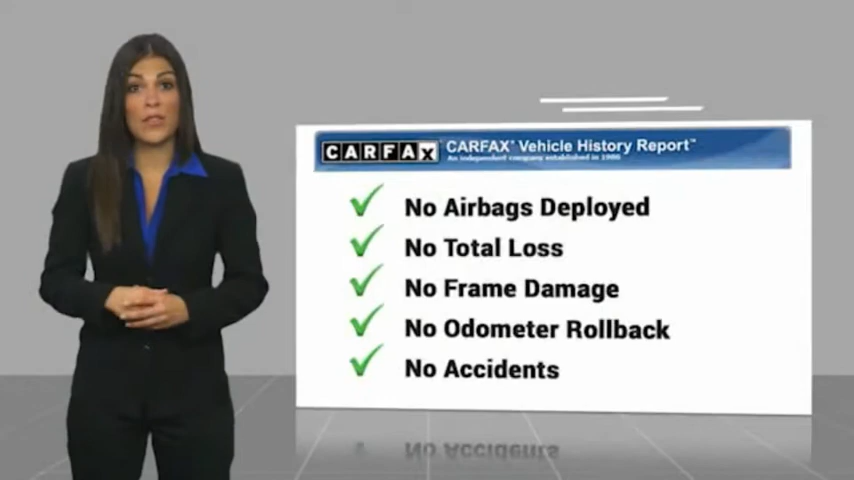 CARFAX CARFAX® Vehicle History Report™
An independent company established in 1986
No Airbags Deployed
No Total Loss
No Frame Damage
No Odometer Rollback
No Accidents